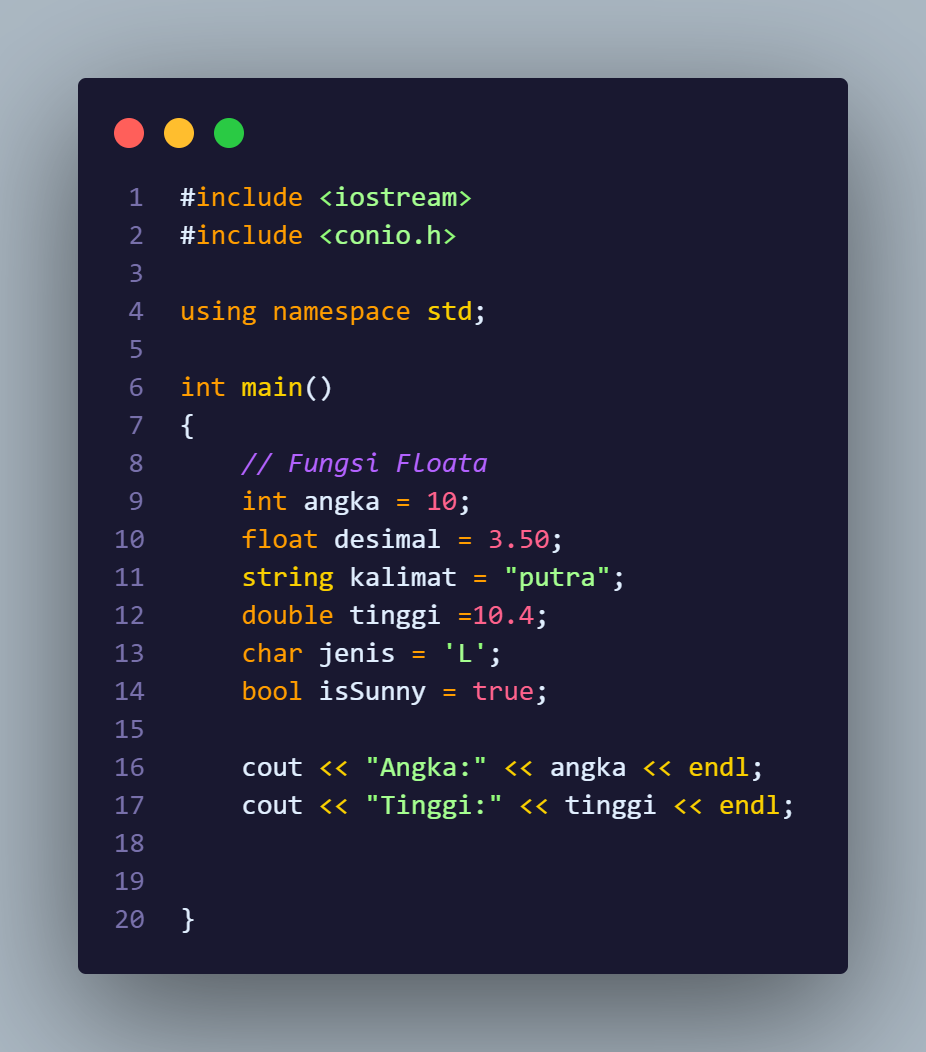 1 #include <iostream>
2 #include <conio.h>
3
4 using namespace std;
5
6 int main()
7 {
8     // Fungsi Floata
9     int angka = 10;
10     float desimal = 3.50;
11     string kalimat = "putra";
12     double tinggi =10.4;
13     char jenis = 'L';
14     bool isSunny = true;
15
16     cout << "Angka:" << angka << endl;
17     cout << "Tinggi:" << tinggi << endl;
18
19
20 }